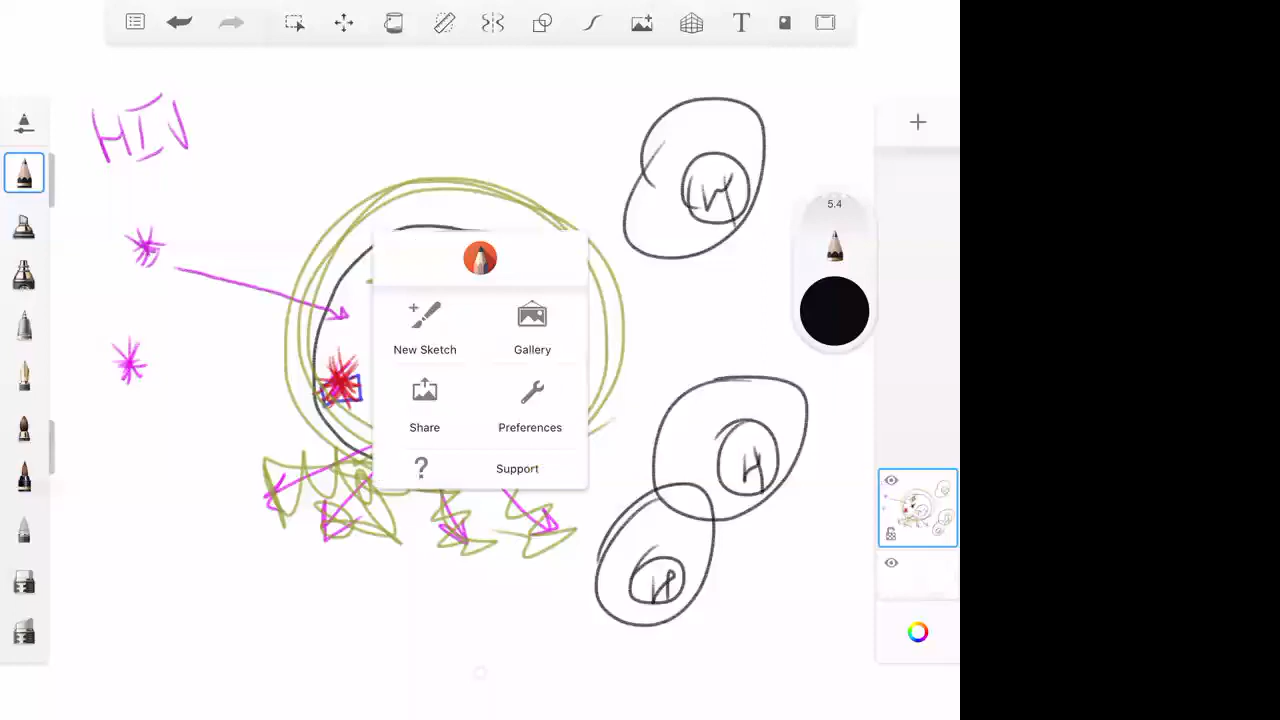 T
HIV
5.4
New Sketch
Gallery
Share
Preferences
?
Support
H